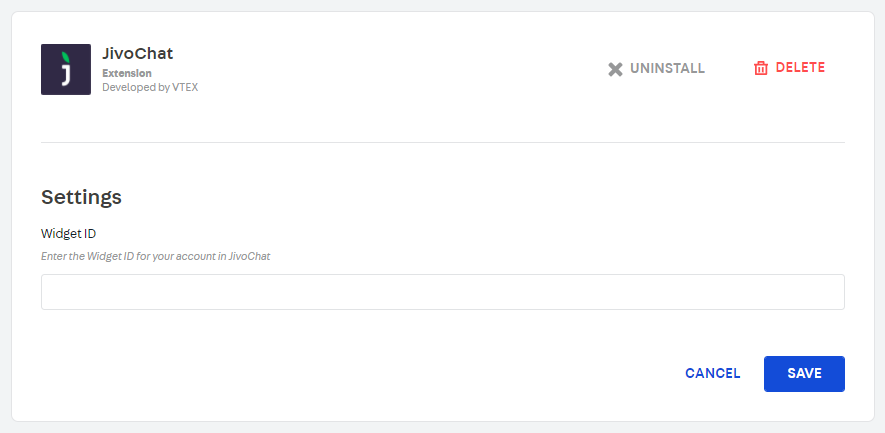 JivoChat
Extension
Developed by VTEX
UNINSTALL
DELETE
Settings
Widget ID
Enter the Widget ID for your account in JivoChat
CANCEL
SAVE